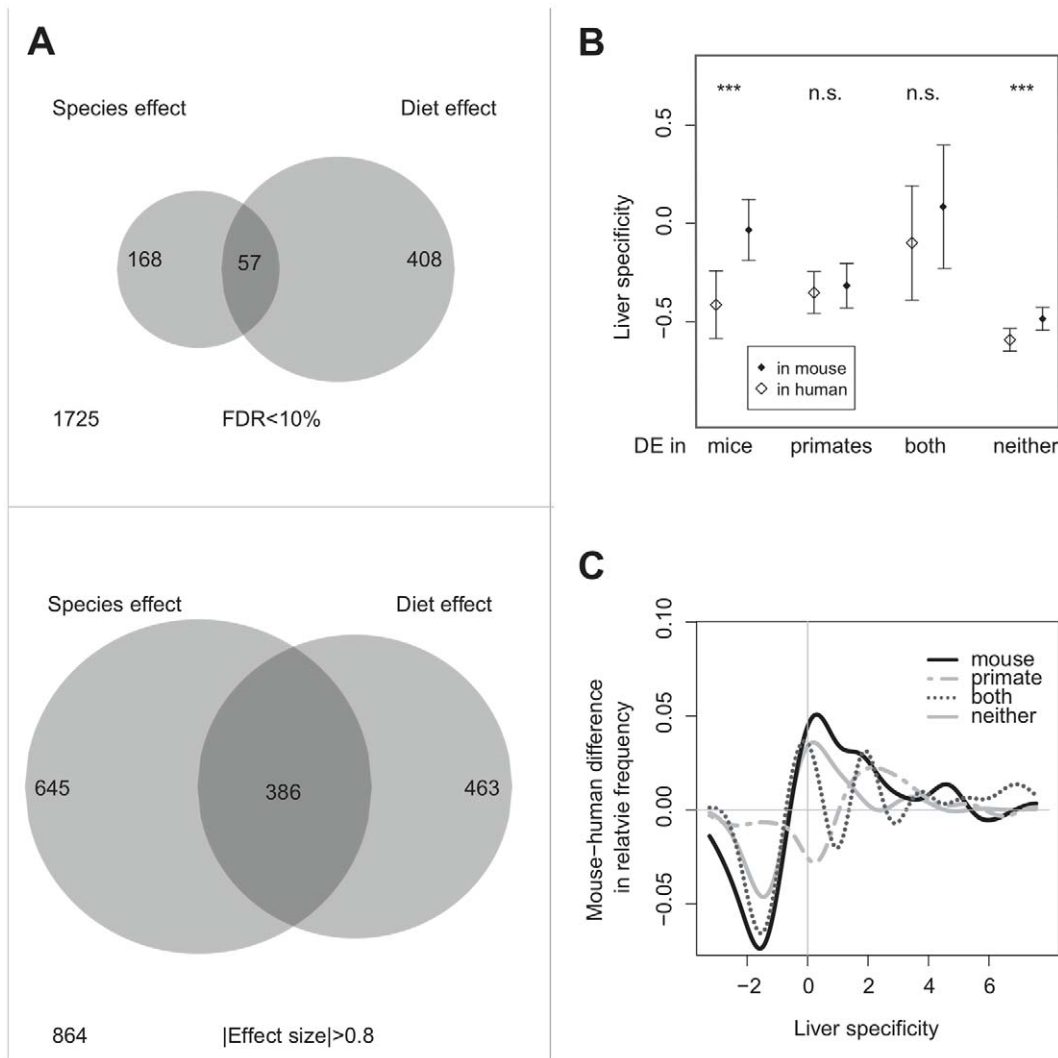 A
Species effect
Diet effect
168
57
408
1725
FDR<10%
Species effect
Diet effect
645
386
463
864
|Effect size|>0.8
B
***
n.s.
n.s.
***
Liver specificity
0.5
0.0
−0.5
in mouse
in human
DE in
mice
primates
both
neither
C
Mouse−human difference
in relatvie frequency
0.10
0.05
0.00
−0.05
mouse
primate
both
neither
−2
0
2
4
6
Liver specificity